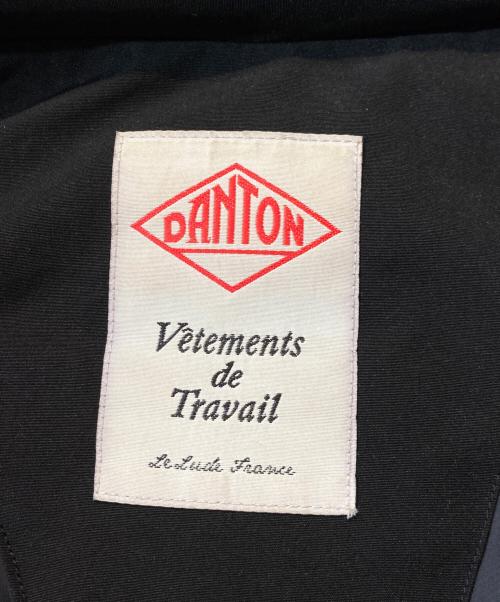 DANTON
Vêtements
de
Travail
Le Lude France